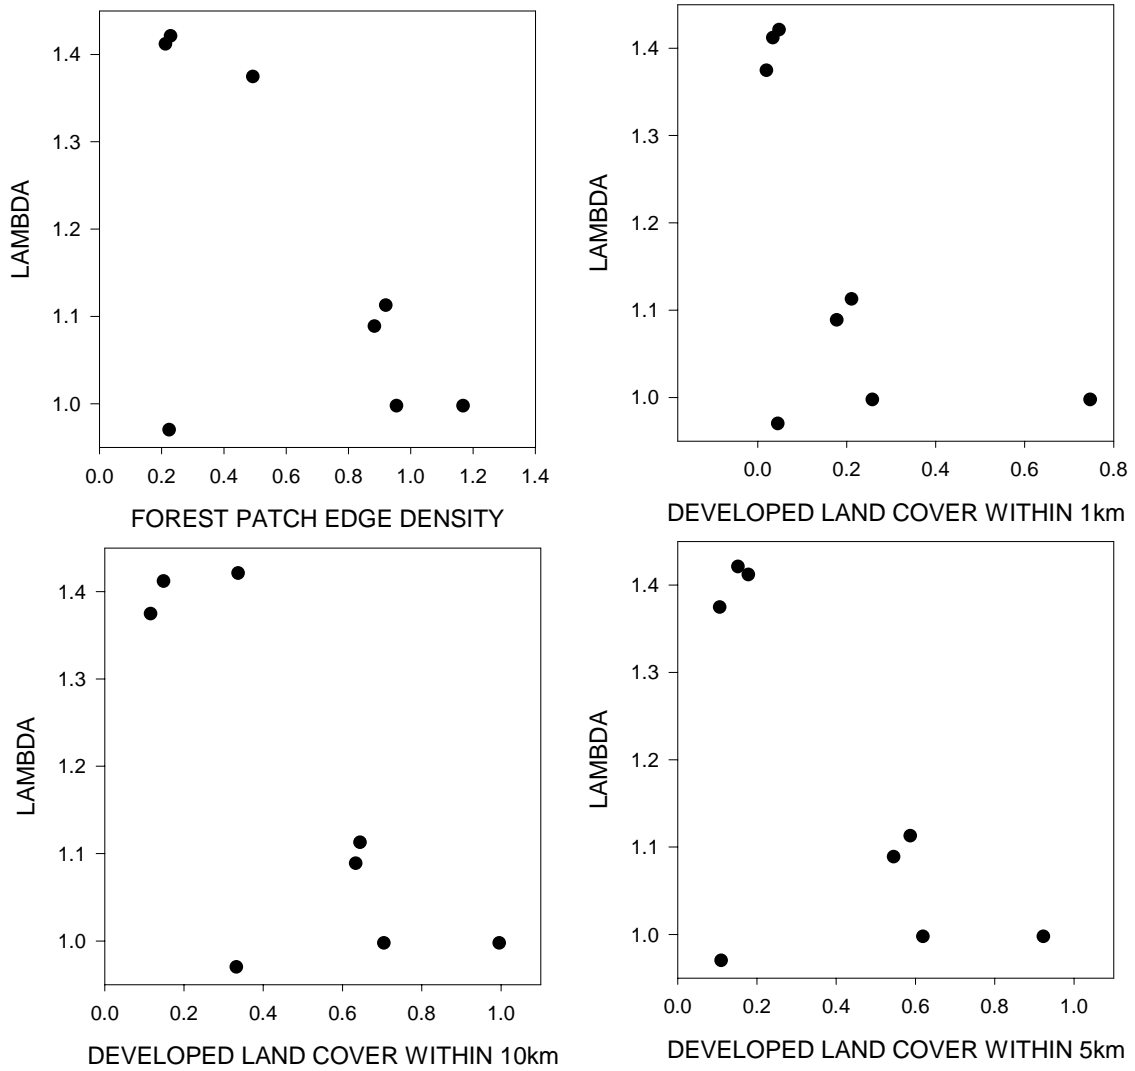 LAMBDA
1.4
1.3
1.2
1.1
1.0
0.0 0.2 0.4 0.6 0.8 1.0 1.2 1.4
FOREST PATCH EDGE DENSITY
LAMBDA
1.4
1.3
1.2
1.1
1.0
0.0 0.2 0.4 0.6 0.8
DEVELOPED LAND COVER WITHIN 1km
LAMBDA
1.4
1.3
1.2
1.1
1.0
0.0 0.2 0.4 0.6 0.8 1.0
DEVELOPED LAND COVER WITHIN 10km
LAMBDA
1.4
1.3
1.2
1.1
1.0
0.0 0.2 0.4 0.6 0.8 1.0
DEVELOPED LAND COVER WITHIN 5km